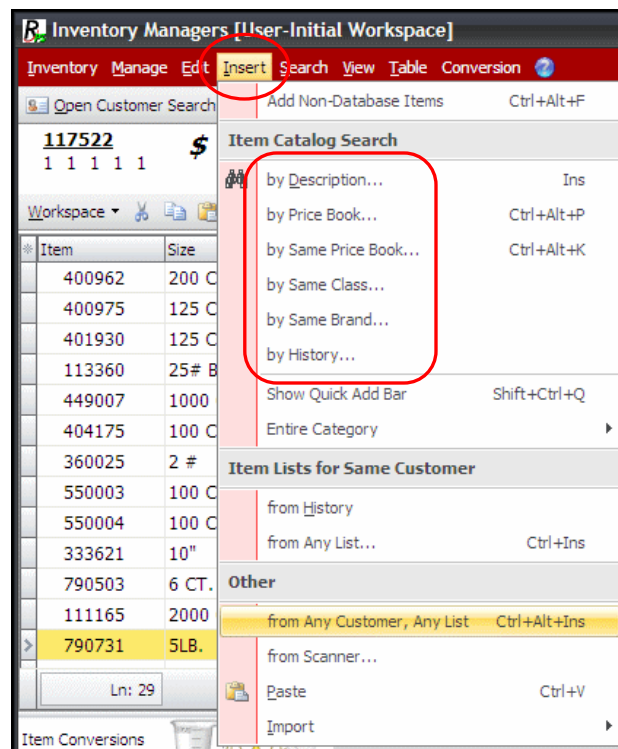 Inventory Managers [User-Initial Workspace]
Inventory Manage Edit Insert Search View Table Conversion
Open Customer Search
117522 $
1 1 1 1 1
Workspace
Item Size
400962 200 C
400975 125 C
401930 125 C
113360 25# B
449007 1000
404175 100 C
360025 2 #
550003 100 C
550004 100 C
333621 10"
790503 6 CT.
111165 2000
790731 5LB.
Ln: 29
Item Conversions
Add Non-Database Items Ctrl+Alt+F
Item Catalog Search
by Description... Ins
by Price Book... Ctrl+Alt+P
by Same Price Book... Ctrl+Alt+K
by Same Class...
by Same Brand...
by History...
Show Quick Add Bar Shift+Ctrl+Q
Entire Category
Item Lists for Same Customer
from History
from Any List... Ctrl+Ins
Other
from Any Customer, Any List Ctrl+Alt+Ins
from Scanner...
Paste Ctrl+V
Import